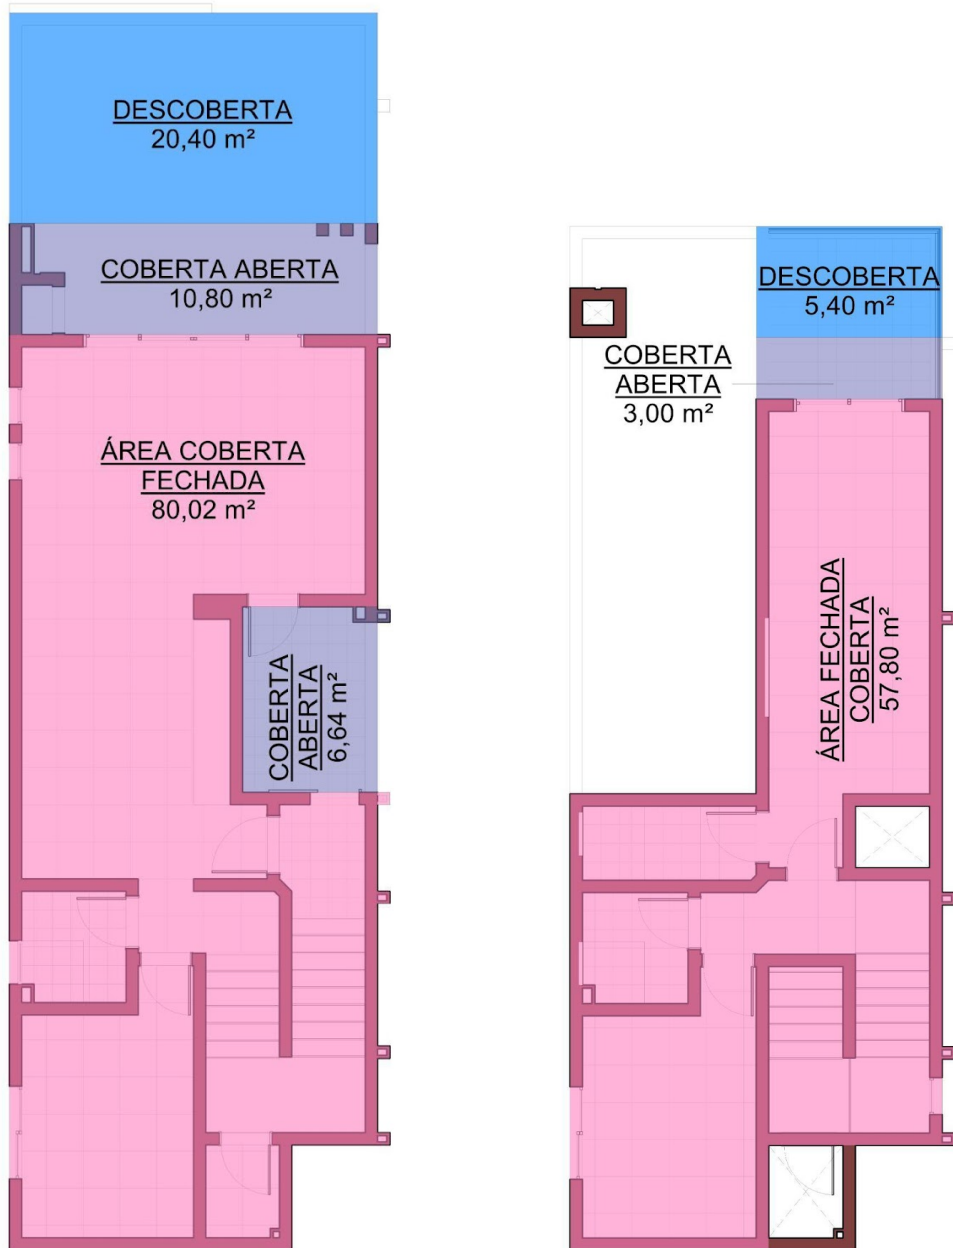 DESCOBERTA
20,40 m²
COBERTA ABERTA
10,80 m²
ÁREA COBERTA
FECHADA
80,02 m²
COBERTA
ABERTA
6,64 m²
DESCOBERTA
5,40 m²
COBERTA
ABERTA
3,00 m²
ÁREA FECHADA
COBERTA
57,80 m²